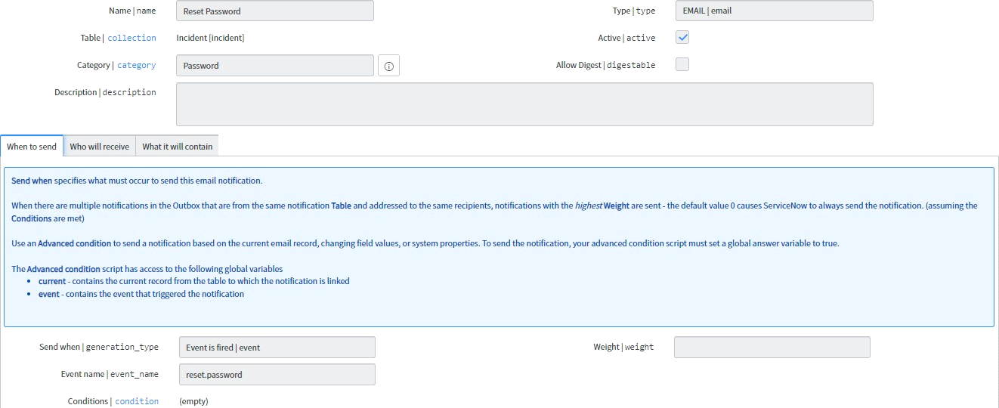 Name | name
Reset Password
Type | type
EMAIL | email
Table | collection
Incident [incident]
Active | active
Category | category
Password
Allow Digest | digestable
Description | description
When to send
Who will receive
What it will contain
Send when specifies what must occur to send this email notification.
When there are multiple notifications in the Outbox that are from the same notification Table and addressed to the same recipients, notifications with the highest Weight are sent - the default value 0 causes ServiceNow to always send the notification. (assuming the
Conditions are met)
Use an Advanced condition to send a notification based on the current email record, changing field values, or system properties. To send the notification, your advanced condition script must set a global answer variable to true.
The Advanced condition script has access to the following global variables
• current - contains the current record from the table to which the notification is linked
• event - contains the event that triggered the notification
Send when | generation_type
Event is fired | event
Weight | weight
Event name | event_name
reset.password
Conditions | condition
(empty)